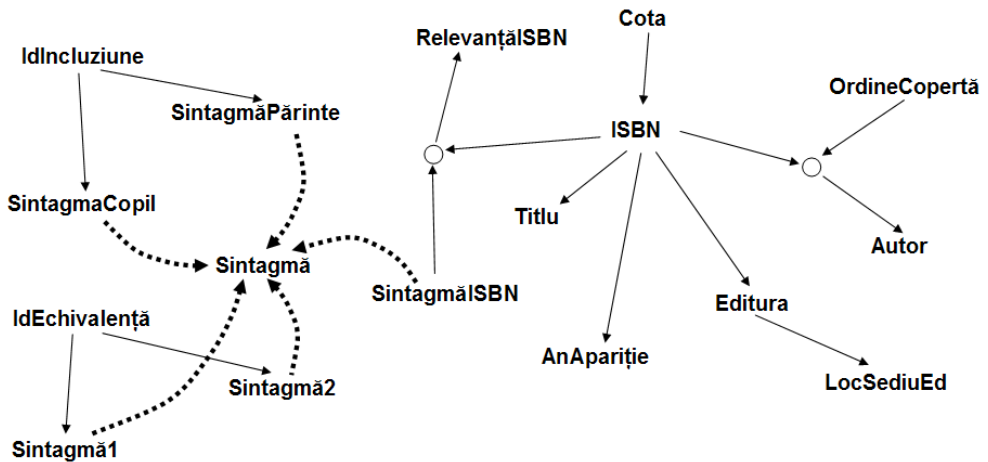 Cota
RelevanțăISBN
IdIncluziune
OrdineCopertă
SintagmăPărinte
ISBN
SintagmaCopil
Titlu
Autor
Sintagmă
SintagmăISBN
Editura
IdEchivalență
AnApariție
Sintagmă2
LocSediuEd
Sintagmă1